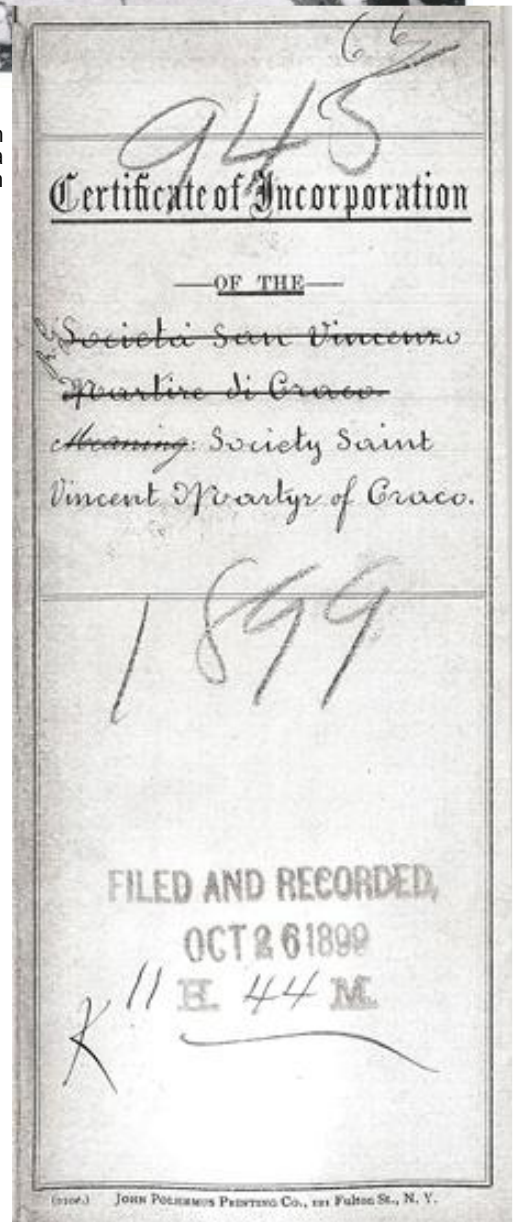 66
945
Certificate of Incorporation
OF THE
Società San Vincenzo
Martire di Craco
Meaning: Society Saint
Vincent Martyr of Craco.
1899
FILED AND RECORDED,
OCT 26 1899
11 H. 44 M.
K
JOHN POLHEMUS PRINTING CO., 121 Fulton St., N. Y.